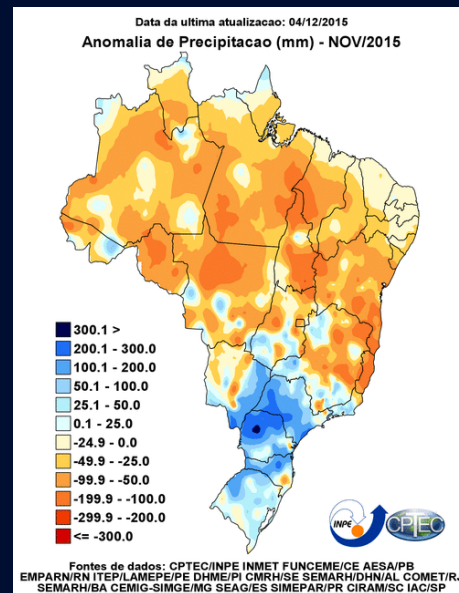 Data da ultima atualizacao: 04/12/2015
Anomalia de Precipitacao (mm) - NOV/2015
300.1 >
200.1 - 300.0
100.1 - 200.0
50.1 - 100.0
25.1 - 50.0
0.1 - 25.0
-24.9 - 0.0
-49.9 - -25.0
-99.9 - -50.0
-199.9 - -100.0
-299.9 - -200.0
<= -300.0
INPE
CPTEC
Fontes de dados: CPTEC/INPE INMET FUNCEME/CE AESA/PB
EMPARN/RN ITEP/LAMEPE/PE DHME/PI CMRH/SE SEMARH/DHN/AL COMET/RJ
SEMARH/BA CEMIG-SIMGE/MG SEAG/ES SIMEPAR/PR CIRAM/SC IAC/SP